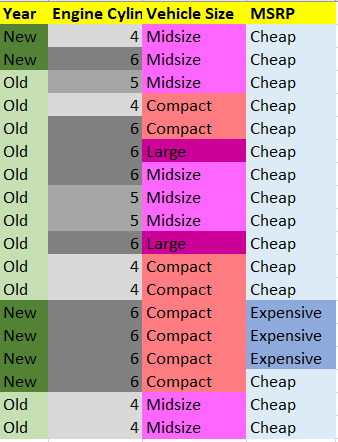 Year Engine Cylin Vehicle Size MSRP
New 4 Midsize Cheap
New 6 Midsize Cheap
Old 5 Midsize Cheap
Old 4 Compact Cheap
Old 6 Compact Cheap
Old 6 Large Cheap
Old 6 Midsize Cheap
Old 5 Midsize Cheap
Old 5 Midsize Cheap
Old 6 Large Cheap
Old 4 Compact Cheap
Old 4 Compact Cheap
New 6 Compact Expensive
New 6 Compact Expensive
New 6 Compact Expensive
New 6 Compact Cheap
Old 4 Midsize Cheap
Old 4 Midsize Cheap